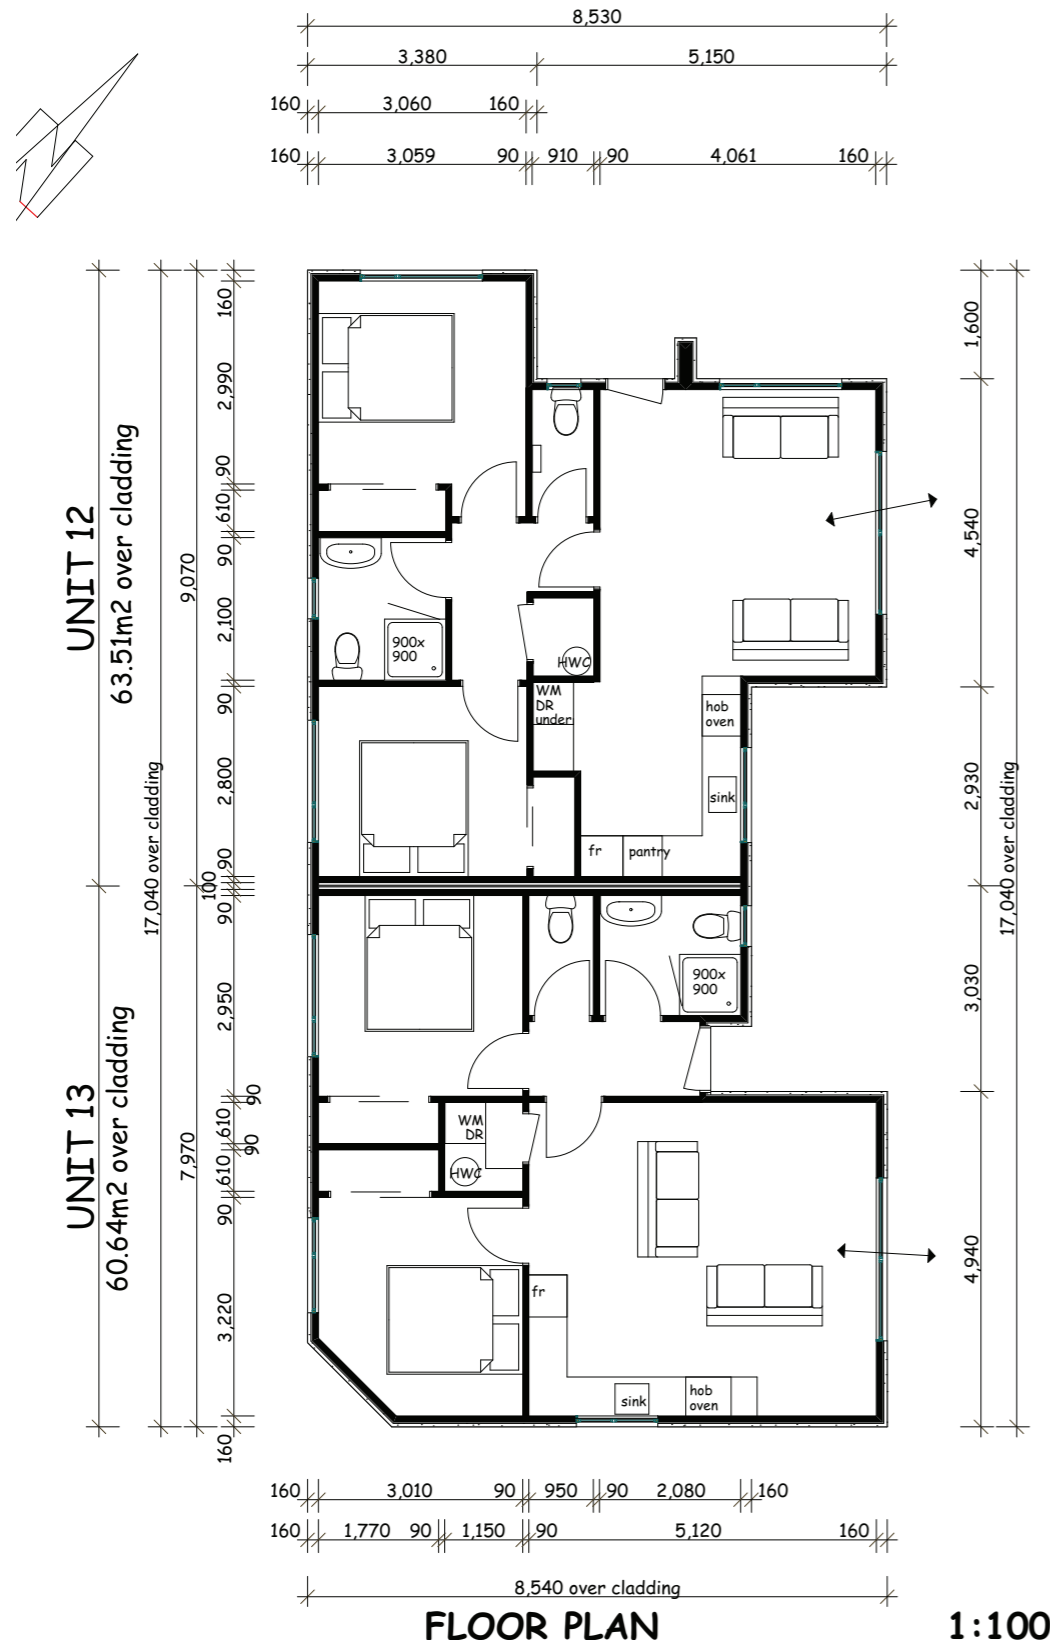 8,530
3,380 5,150
160 3,060 160
160 3,059 90 910 90 4,061 160
UNIT 12
63.51m2 over cladding
17,040 over cladding
9,070
160
2,990
90
610
90
2,100
90
2,800
90
100
90
900x
900
HWC
WM
DR
under
hob
oven
sink
fr pantry
1,600
4,540
2,930
3,030
4,940
17,040 over cladding
UNIT 13
60.64m2 over cladding
7,970
2,950
90
610
90
610
90
3,220
160
900x
900
WM
DR
HWC
fr
sink
hob
oven
160 3,010 90 950 90 2,080 160
160 1,770 90 1,150 90 5,120 160
8,540 over cladding
FLOOR PLAN 1:100